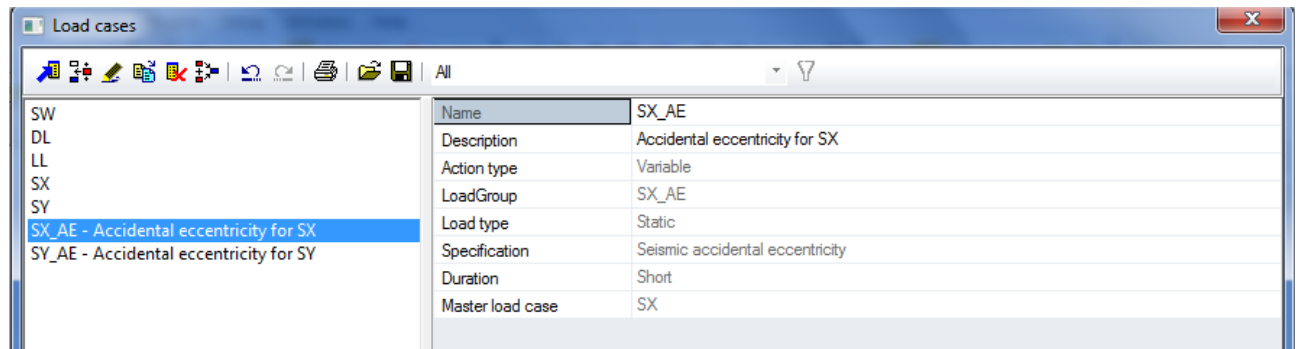 Load cases
All
SW
DL
LL
SX
SY
SX_AE - Accidental eccentricity for SX
SY_AE - Accidental eccentricity for SY
Name SX_AE
Description Accidental eccentricity for SX
Action type Variable
LoadGroup SX_AE
Load type Static
Specification Seismic accidental eccentricity
Duration Short
Master load case SX